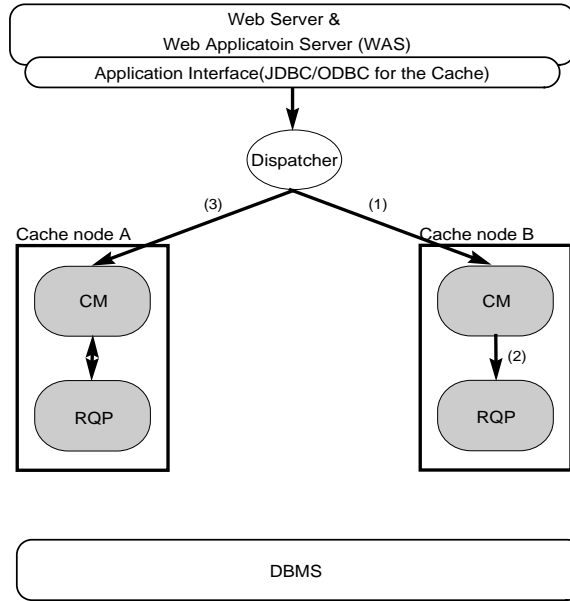 Web Server &
Web Applicatoin Server (WAS)
Application Interface(JDBC/ODBC for the Cache)
Dispatcher
(3)
(1)
Cache node A
Cache node B
CM
CM
(2)
RQP
RQP
DBMS